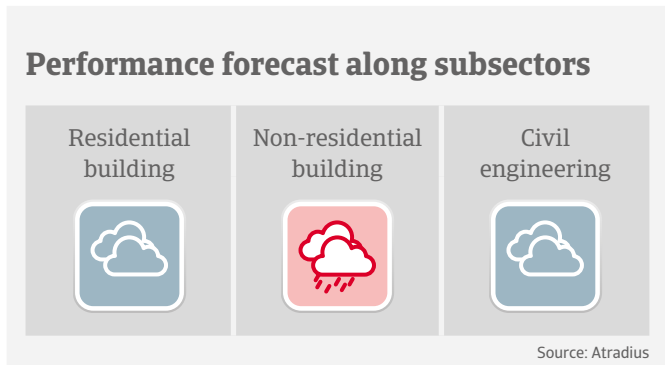 Performance forecast along subsectors
Residential
building
Non-residential
building
Civil
engineering
Source: Atradius